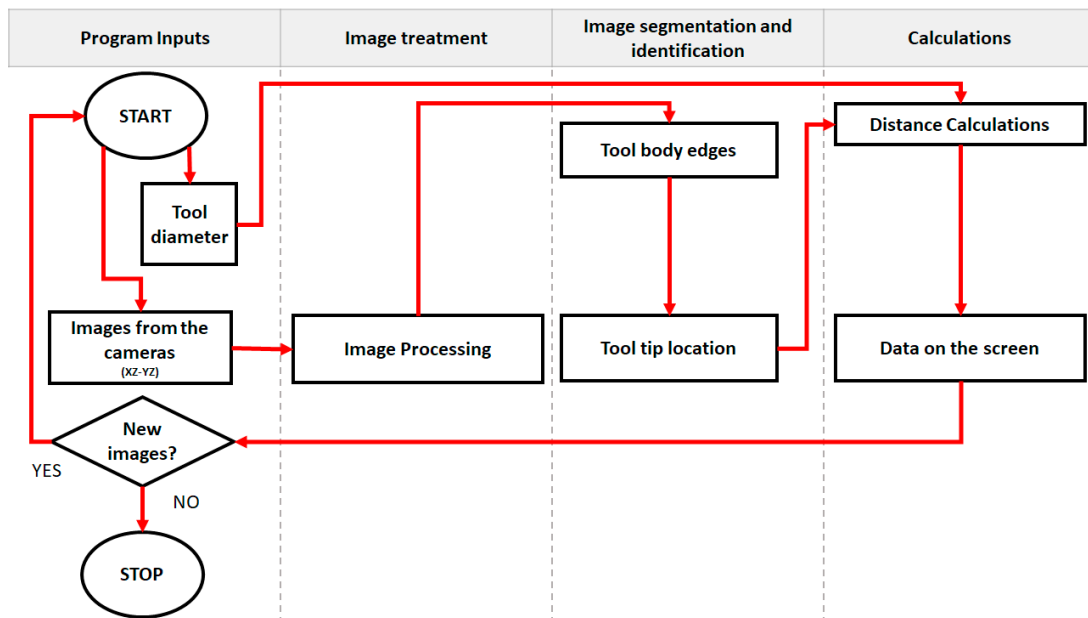 Program Inputs
Image treatment
Image segmentation and
identification
Calculations
START
Tool
diameter
Images from the
cameras
(XZ-YZ)
New
images?
YES
NO
STOP
Image Processing
Tool body edges
Tool tip location
Distance Calculations
Data on the screen